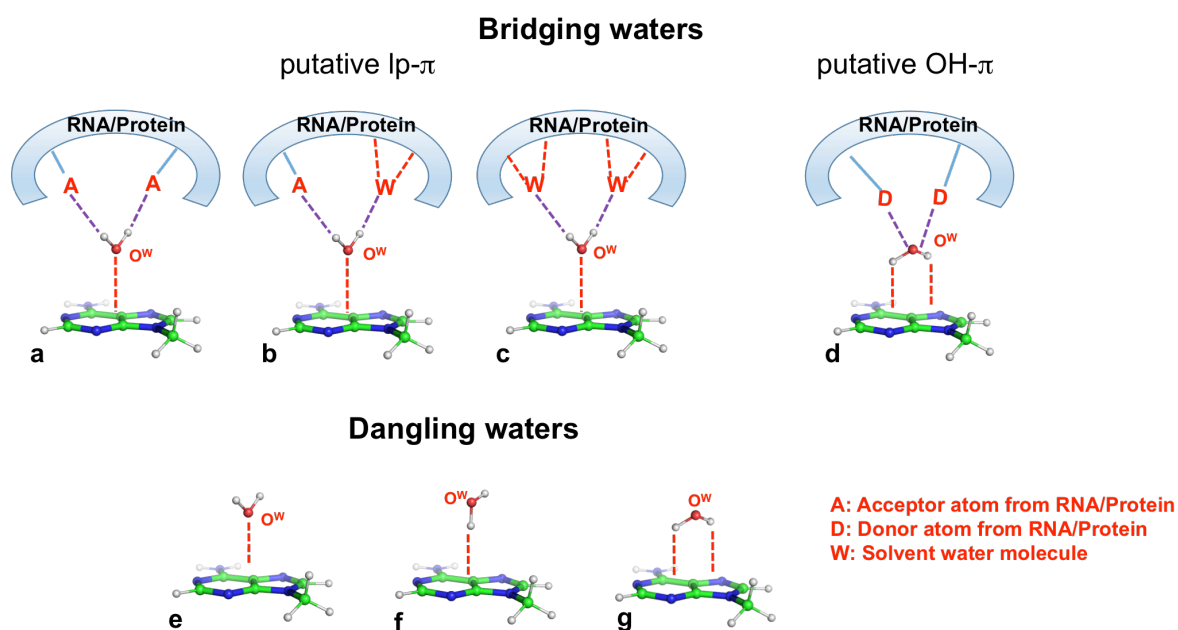 Bridging waters
putative lp-π
putative OH-π
RNA/Protein
RNA/Protein
RNA/Protein
RNA/Protein
A A
A W
W W
D D
Oᵂ
Oᵂ
Oᵂ
Oᵂ
a
b
c
d
Dangling waters
Oᵂ
Oᵂ
Oᵂ
e
f
g
A: Acceptor atom from RNA/Protein
D: Donor atom from RNA/Protein
W: Solvent water molecule